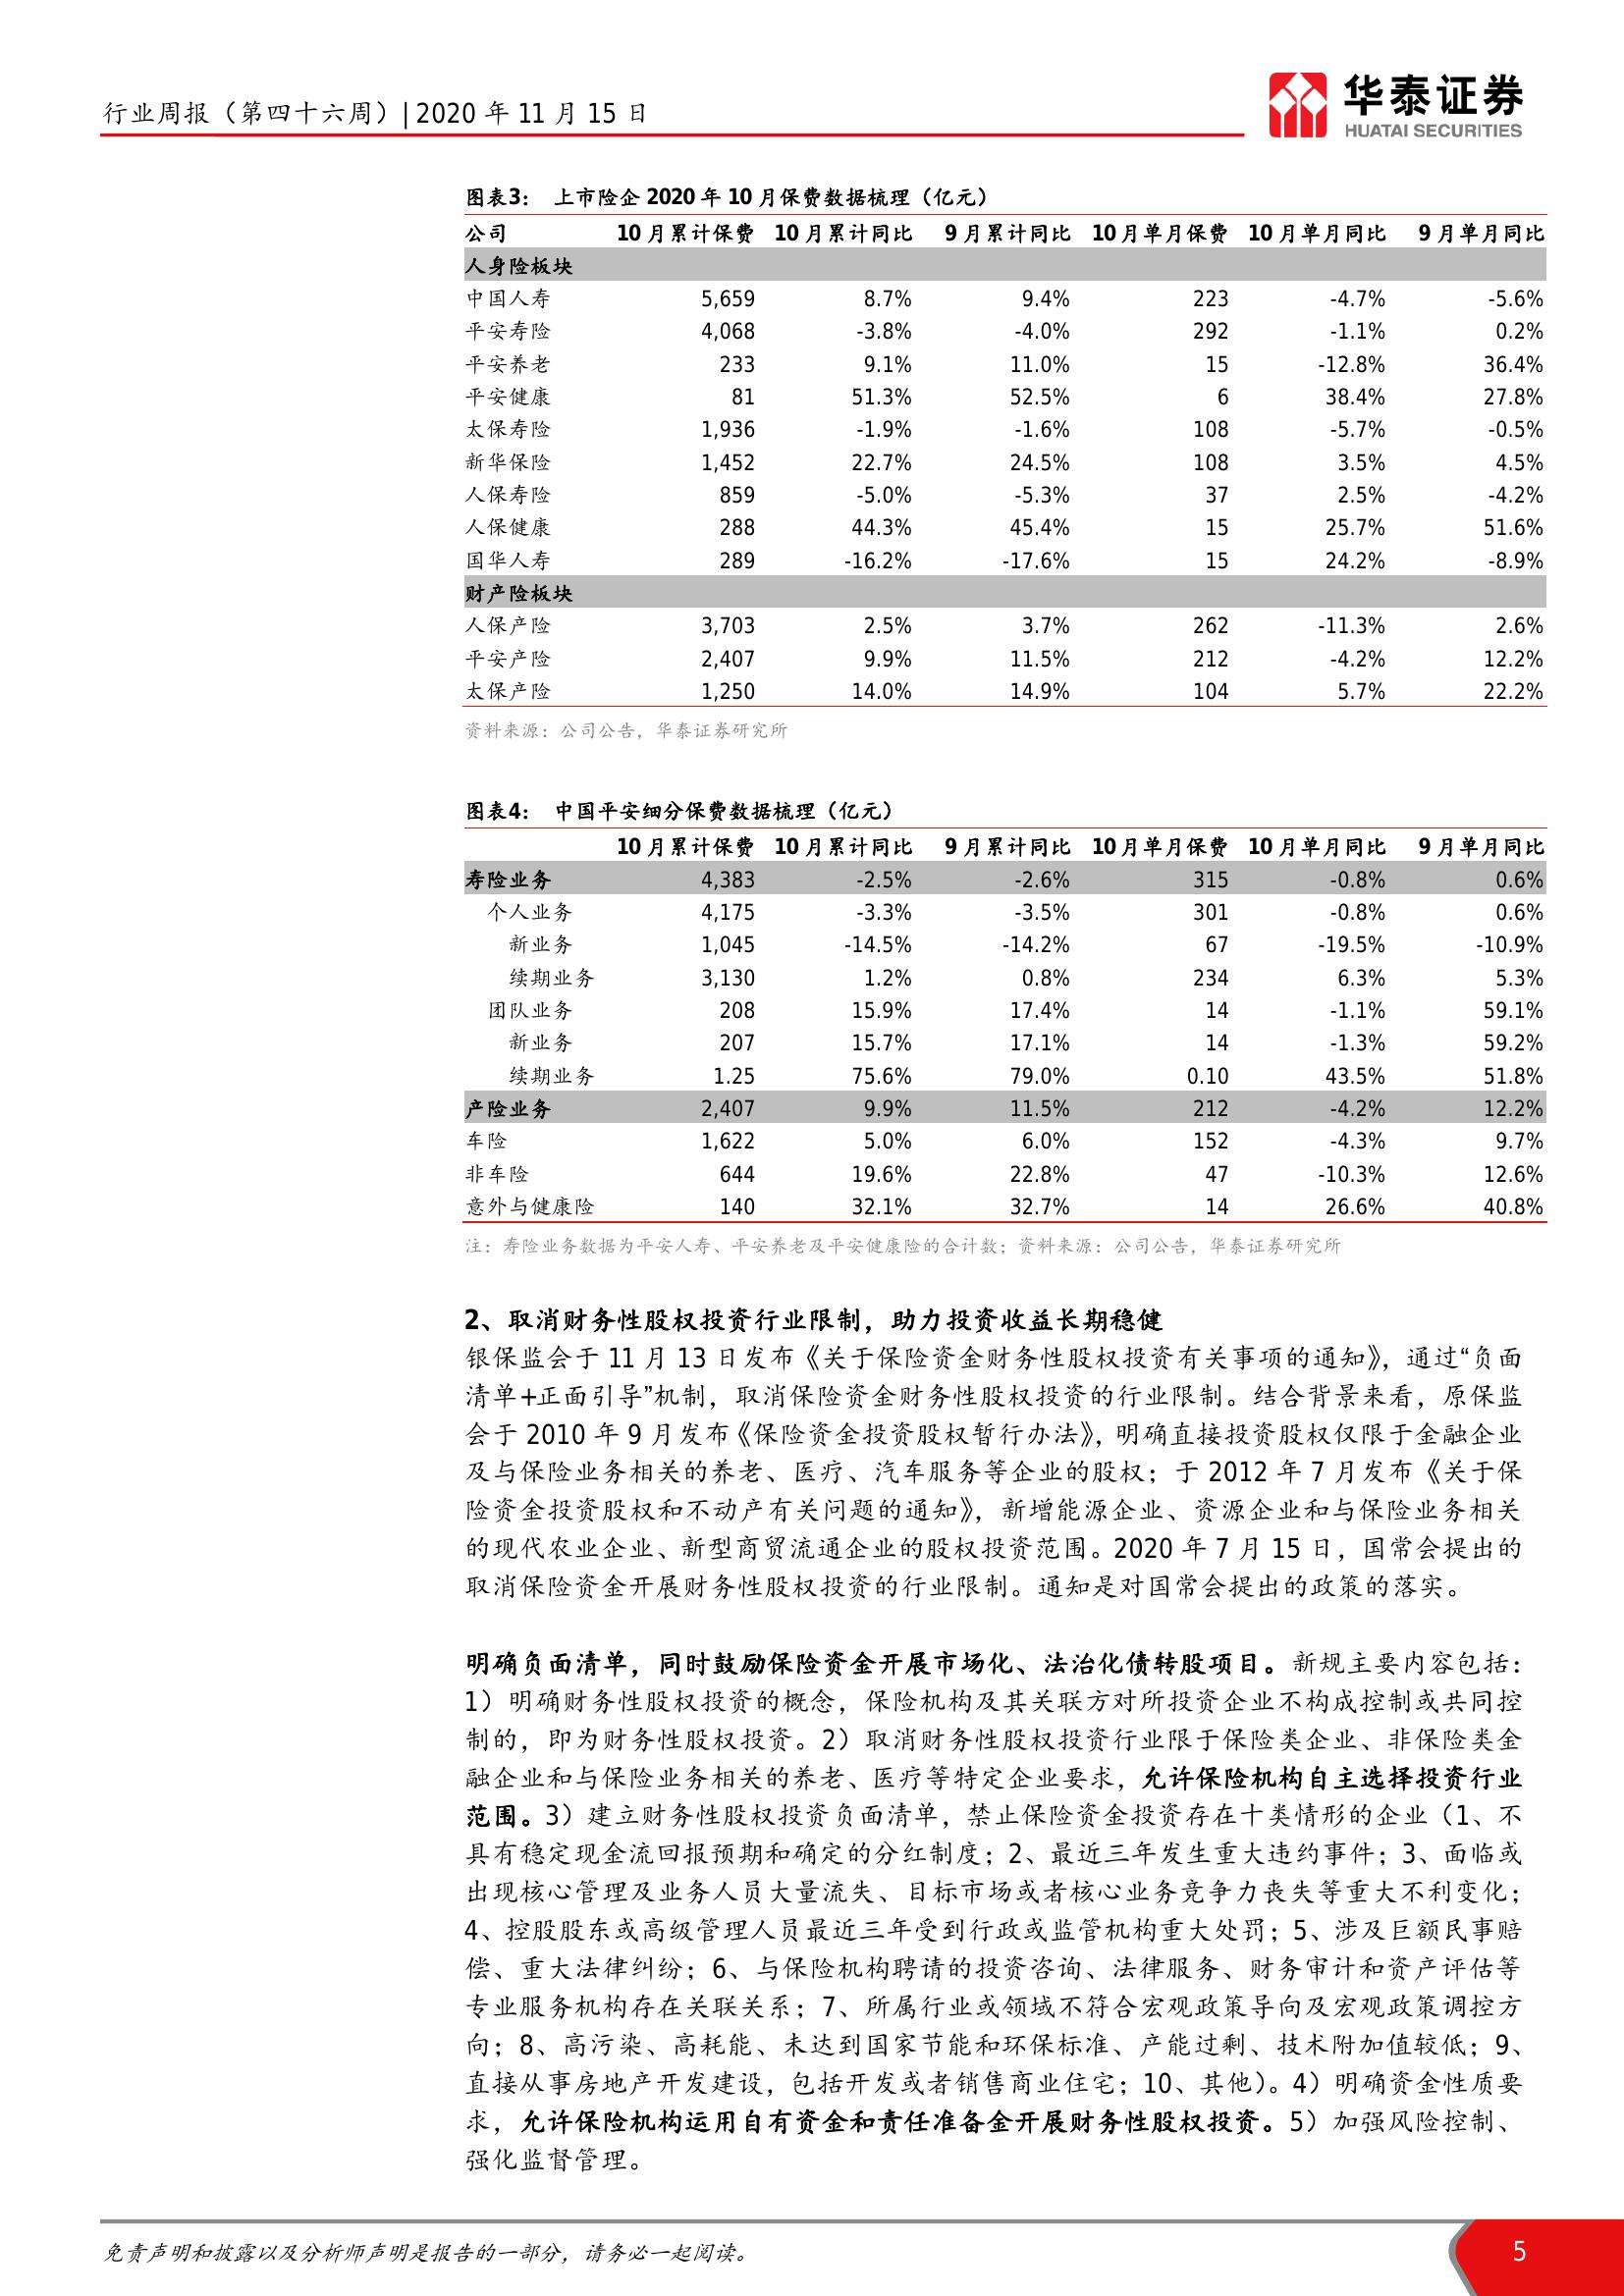 行业周报（第四十六周）| 2020 年 11 月 15 日
华泰证券
HUATAI SECURITIES
图表3： 上市险企 2020 年 10 月保费数据梳理（亿元）
公司 10 月累计保费 10 月累计同比 9 月累计同比 10 月单月保费 10 月单月同比 9 月单月同比
人身险板块
中国人寿 5,659 8.7% 9.4% 223 -4.7% -5.6%
平安寿险 4,068 -3.8% -4.0% 292 -1.1% 0.2%
平安养老 233 9.1% 11.0% 15 -12.8% 36.4%
平安健康 81 51.3% 52.5% 6 38.4% 27.8%
太保寿险 1,936 -1.9% -1.6% 108 -5.7% -0.5%
新华保险 1,452 22.7% 24.5% 108 3.5% 4.5%
人保寿险 859 -5.0% -5.3% 37 2.5% -4.2%
人保健康 288 44.3% 45.4% 15 25.7% 51.6%
国华人寿 289 -16.2% -17.6% 15 24.2% -8.9%
财产险板块
人保产险 3,703 2.5% 3.7% 262 -11.3% 2.6%
平安产险 2,407 9.9% 11.5% 212 -4.2% 12.2%
太保产险 1,250 14.0% 14.9% 104 5.7% 22.2%
资料来源：公司公告，华泰证券研究所
图表4： 中国平安细分保费数据梳理（亿元）
10 月累计保费 10 月累计同比 9 月累计同比 10 月单月保费 10 月单月同比 9 月单月同比
寿险业务 4,383 -2.5% -2.6% 315 -0.8% 0.6%
个人业务 4,175 -3.3% -3.5% 301 -0.8% 0.6%
新业务 1,045 -14.5% -14.2% 67 -19.5% -10.9%
续期业务 3,130 1.2% 0.8% 234 6.3% 5.3%
团队业务 208 15.9% 17.4% 14 -1.1% 59.1%
新业务 207 15.7% 17.1% 14 -1.3% 59.2%
续期业务 1.25 75.6% 79.0% 0.10 43.5% 51.8%
产险业务 2,407 9.9% 11.5% 212 -4.2% 12.2%
车险 1,622 5.0% 6.0% 152 -4.3% 9.7%
非车险 644 19.6% 22.8% 47 -10.3% 12.6%
意外与健康险 140 32.1% 32.7% 14 26.6% 40.8%
注：寿险业务数据为平安人寿、平安养老及平安健康险的合计数；资料来源：公司公告，华泰证券研究所
2、取消财务性股权投资行业限制，助力投资收益长期稳健
银保监会于 11 月 13 日发布《关于保险资金财务性股权投资有关事项的通知》，通过“负面
清单+正面引导”机制，取消保险资金财务性股权投资的行业限制。结合背景来看，原保监
会于 2010 年 9 月发布《保险资金投资股权暂行办法》，明确直接投资股权仅限于金融企业
及与保险业务相关的养老、医疗、汽车服务等企业的股权；于 2012 年 7 月发布《关于保
险资金投资股权和不动产有关问题的通知》，新增能源企业、资源企业和与保险业务相关
的现代农业企业、新型商贸流通企业的股权投资范围。2020 年 7 月 15 日，国常会提出的
取消保险资金开展财务性股权投资的行业限制。通知是对国常会提出的政策的落实。
明确负面清单，同时鼓励保险资金开展市场化、法治化债转股项目。新规主要内容包括：
1）明确财务性股权投资的概念，保险机构及其关联方对所投资企业不构成控制或共同控
制的，即为财务性股权投资。2）取消财务性股权投资行业限于保险类企业、非保险类金
融企业和与保险业务相关的养老、医疗等特定企业要求，允许保险机构自主选择投资行业
范围。3）建立财务性股权投资负面清单，禁止保险资金投资存在十类情形的企业（1、不
具有稳定现金流回报预期和确定的分红制度；2、最近三年发生重大违约事件；3、面临或
出现核心管理及业务人员大量流失、目标市场或者核心业务竞争力丧失等重大不利变化；
4、控股股东或高级管理人员最近三年受到行政或监管机构重大处罚；5、涉及巨额民事赔
偿、重大法律纠纷；6、与保险机构聘请的投资咨询、法律服务、财务审计和资产评估等
专业服务机构存在关联关系；7、所属行业或领域不符合宏观政策导向及宏观政策调控方
向；8、高污染、高耗能、未达到国家节能和环保标准、产能过剩、技术附加值较低；9、
直接从事房地产开发建设，包括开发或者销售商业住宅；10、其他）。4）明确资金性质要
求，允许保险机构运用自有资金和责任准备金开展财务性股权投资。5）加强风险控制、
强化监督管理。
免责声明和披露以及分析师声明是报告的一部分，请务必一起阅读。
5